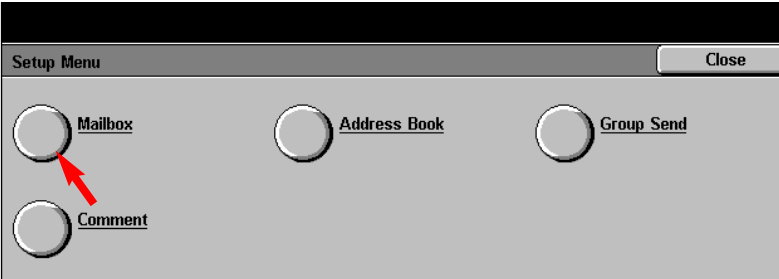 Setup Menu
Close
Mailbox
Address Book
Group Send
Comment